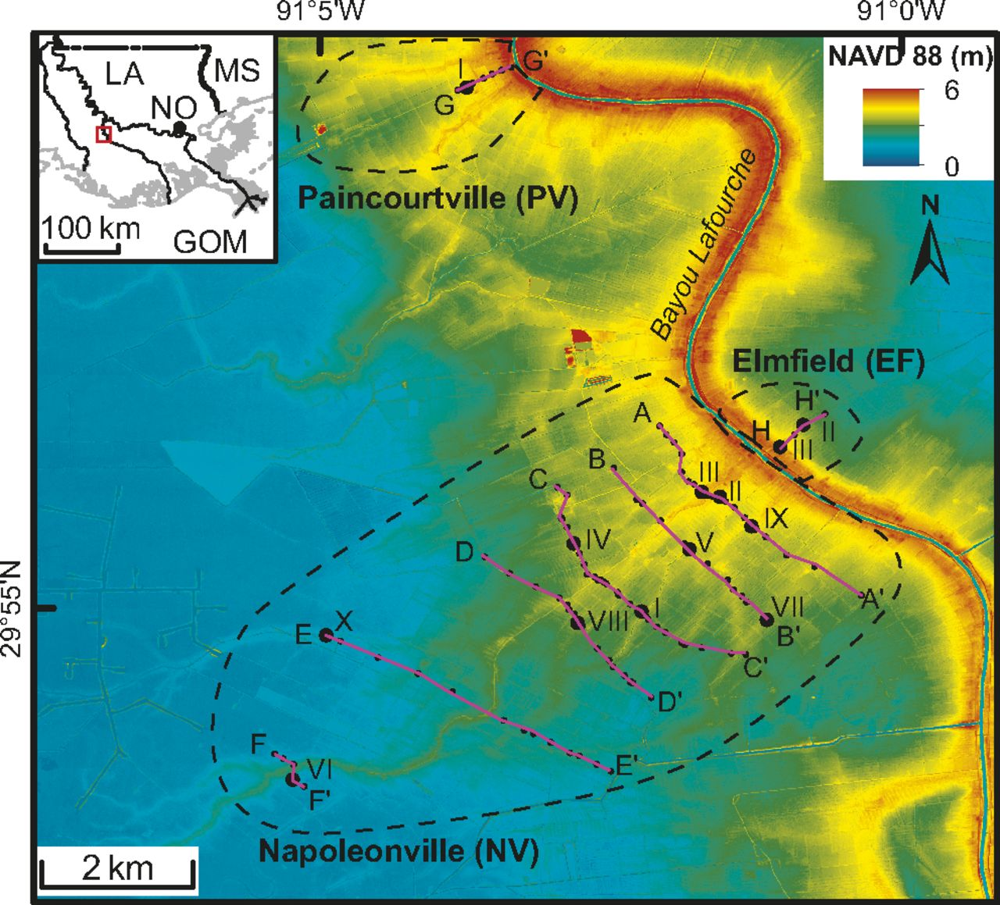 91°5'W
91°0'W
LA
MS
NO
100 km
GOM
NAVD 88 (m)
6
0
N
I
G'
G
Paincourtville (PV)
Bayou Lafourche
Elmfield (EF)
H'
II
H
III
A
B
III
C
II
IX
IV
V
D
A'
29°55'N
VII
I
VIII
B'
X
E
C'
D'
F
E'
VI
F'
Napoleonville (NV)
2 km